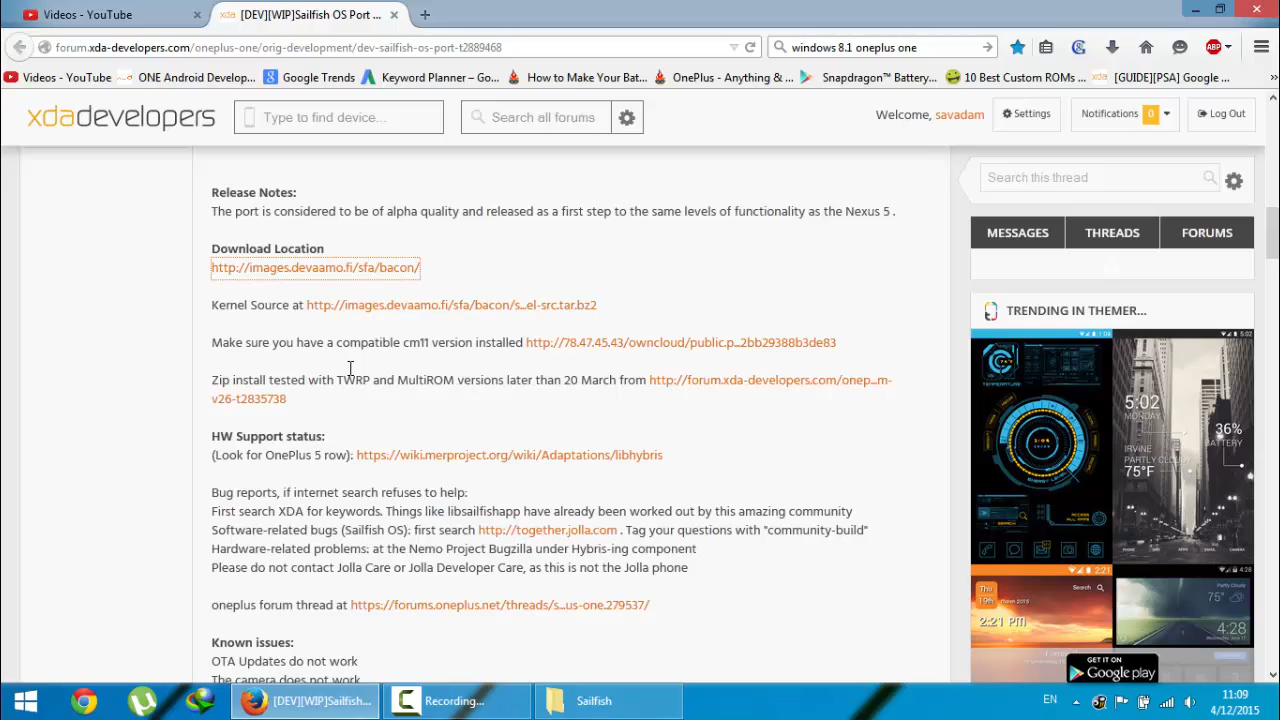 Videos - YouTube
[DEV][WIP]Sailfish OS Port ...
forum.xda-developers.com/oneplus-one/orig-development/dev-sailfish-os-port-t2889468
windows 8.1 oneplus one
Videos - YouTube
ONE Android Develop...
Google Trends
Keyword Planner – Go...
How to Make Your Bat...
OnePlus - Anything & ...
Snapdragon™ Battery...
10 Best Custom ROMs ...
[GUIDE][PSA] Google ...
xdadevelopers
Type to find device...
Search all forums
Welcome, savadam
Settings
Notifications 0
Log Out
Release Notes:
The port is considered to be of alpha quality and released as a first step to the same levels of functionality as the Nexus 5 .
Download Location
http://images.devaamo.fi/sfa/bacon/
Kernel Source at http://images.devaamo.fi/sfa/bacon/s...el-src.tar.bz2
Make sure you have a compatible cm11 version installed http://78.47.45.43/owncloud/public.p...2bb29388b3de83
Zip install tested with TWRP and MultiROM versions later than 20 March from http://forum.xda-developers.com/onep...m-
v26-t2835738
HW Support status:
(Look for OnePlus 5 row): https://wiki.merproject.org/wiki/Adaptations/libhybris
Bug reports, if internet search refuses to help:
First search XDA for keywords. Things like libsailfishapp have already been worked out by this amazing community
Software-related bugs (Sailfish OS): first search http://together.jolla.com . Tag your questions with "community-build"
Hardware-related problems: at the Nemo Project Bugzilla under Hybris-ing component
Please do not contact Jolla Care or Jolla Developer Care, as this is not the Jolla phone
oneplus forum thread at https://forums.oneplus.net/threads/s...us-one.279537/
Known issues:
OTA Updates do not work
The camera does not work
Search this thread
MESSAGES
THREADS
FORUMS
TRENDING IN THEMER...
5:02
MONDAY
36%
BATTERY
IRVINE
PARTLY CLOUDY
75°F
Thu
19th
2:21 PM
Search
75°
4:28
GET IT ON
Google play
[DEV][WIP]Sailfish...
Recording...
Sailfish
EN
11:09
4/12/2015